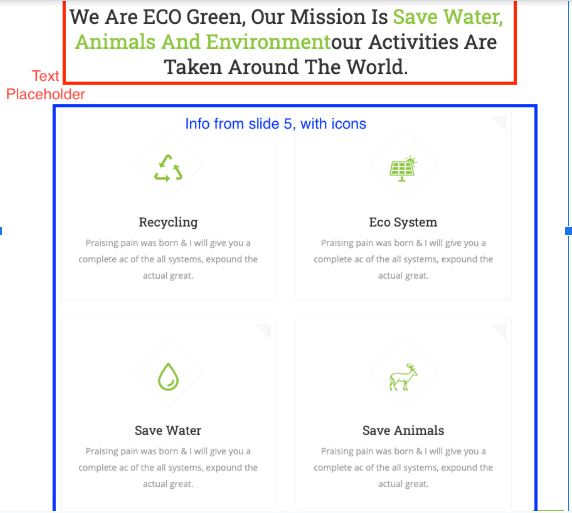 We Are ECO Green, Our Mission Is Save Water,
Animals And Environmentour Activities Are
Taken Around The World.
Text
Placeholder
Info from slide 5, with icons
Recycling
Praising pain was born & I will give you a
complete ac of the all systems, expound the
actual great.
Eco System
Praising pain was born & I will give you a
complete ac of the all systems, expound the
actual great.
Save Water
Praising pain was born & I will give you a
complete ac of the all systems, expound the
actual great.
Save Animals
Praising pain was born & I will give you a
complete ac of the all systems, expound the
actual great.